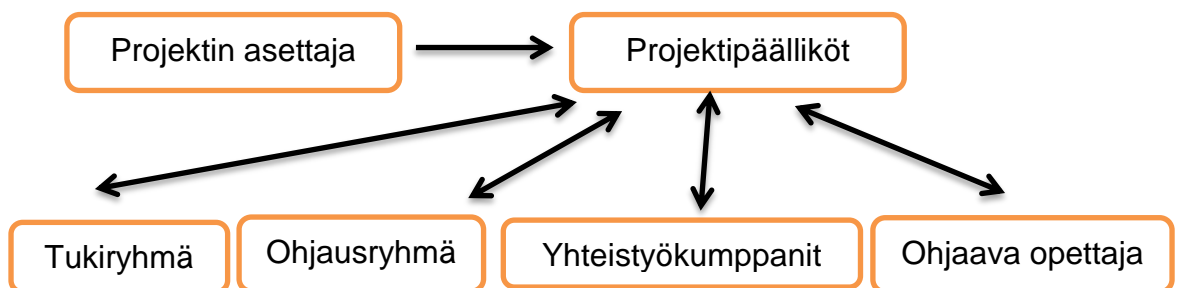 Projektin asettaja
Projektipäälliköt
Tukiryhmä
Ohjausryhmä
Yhteistyökumppanit
Ohjaava opettaja